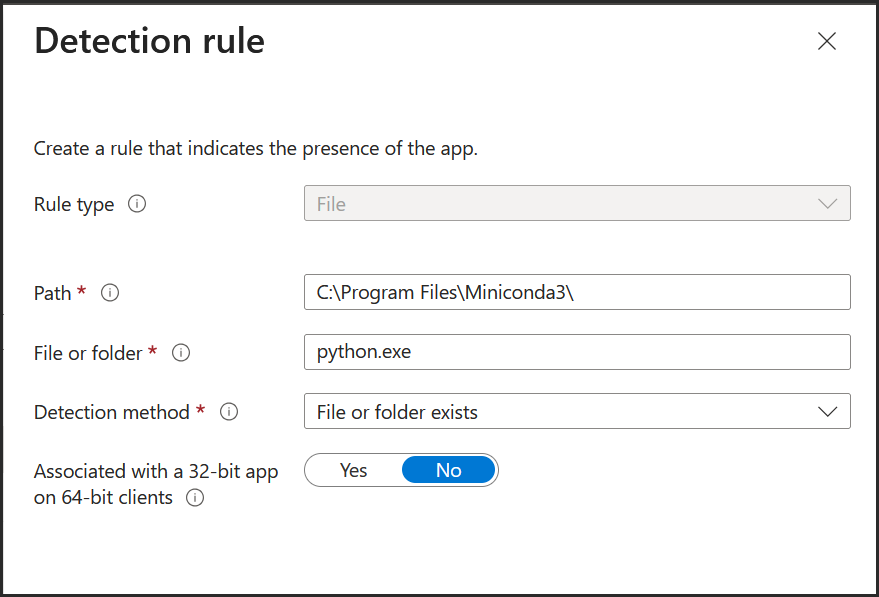 Detection rule
Create a rule that indicates the presence of the app.
Rule type
File
Path *
C:\Program Files\Miniconda3\
File or folder *
python.exe
Detection method *
File or folder exists
Associated with a 32-bit app
on 64-bit clients
Yes No